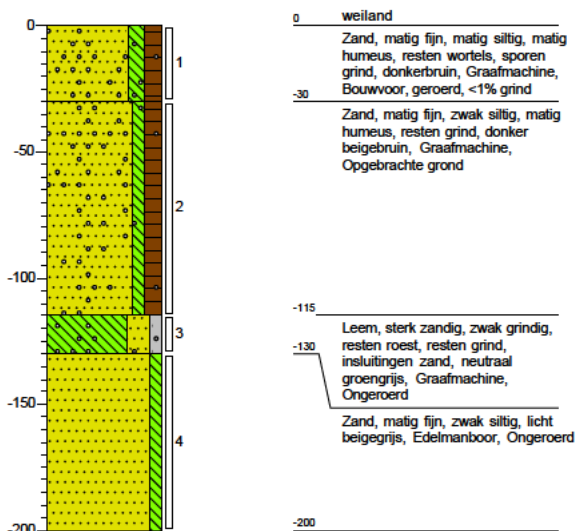 0
-50
-100
-150
-200
1
2
3
4
0 weiland
Zand, matig fijn, matig siltig, matig
humeus, resten wortels, sporen
grind, donkerbruin, Graafmachine,
Bouwvoor, geroerd, <1% grind
-30
Zand, matig fijn, zwak siltig, matig
humeus, resten grind, donker
beigebruin, Graafmachine,
Opgebrachte grond
-115
Leem, sterk zandig, zwak grindig,
resten roest, resten grind,
insluitingen zand, neutraal
groengrijs, Graafmachine,
Ongeroerd
-130
Zand, matig fijn, zwak siltig, licht
beigegrijs, Edelmanboor, Ongeroerd
-200